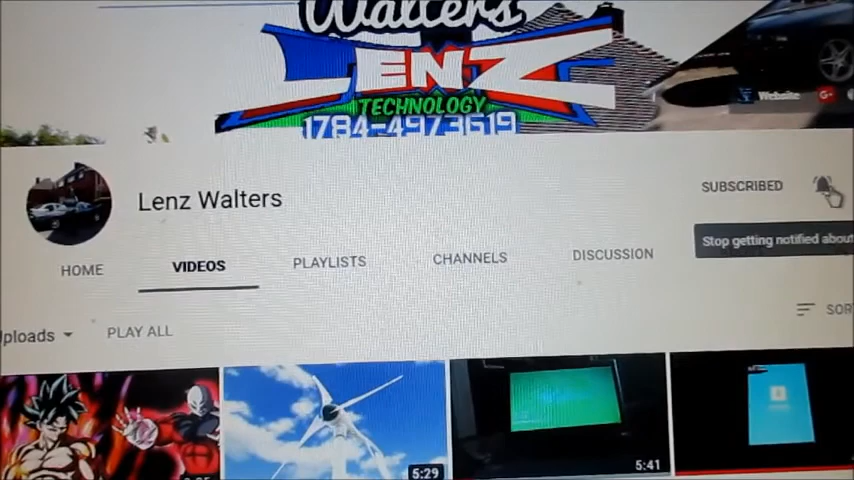 Walters
LENZ
TECHNOLOGY
1784-4973619
Website
Lenz Walters
SUBSCRIBED
Stop getting notified about
HOME
VIDEOS
PLAYLISTS
CHANNELS
DISCUSSION
Uploads
PLAY ALL
SOR
5:29
5:41